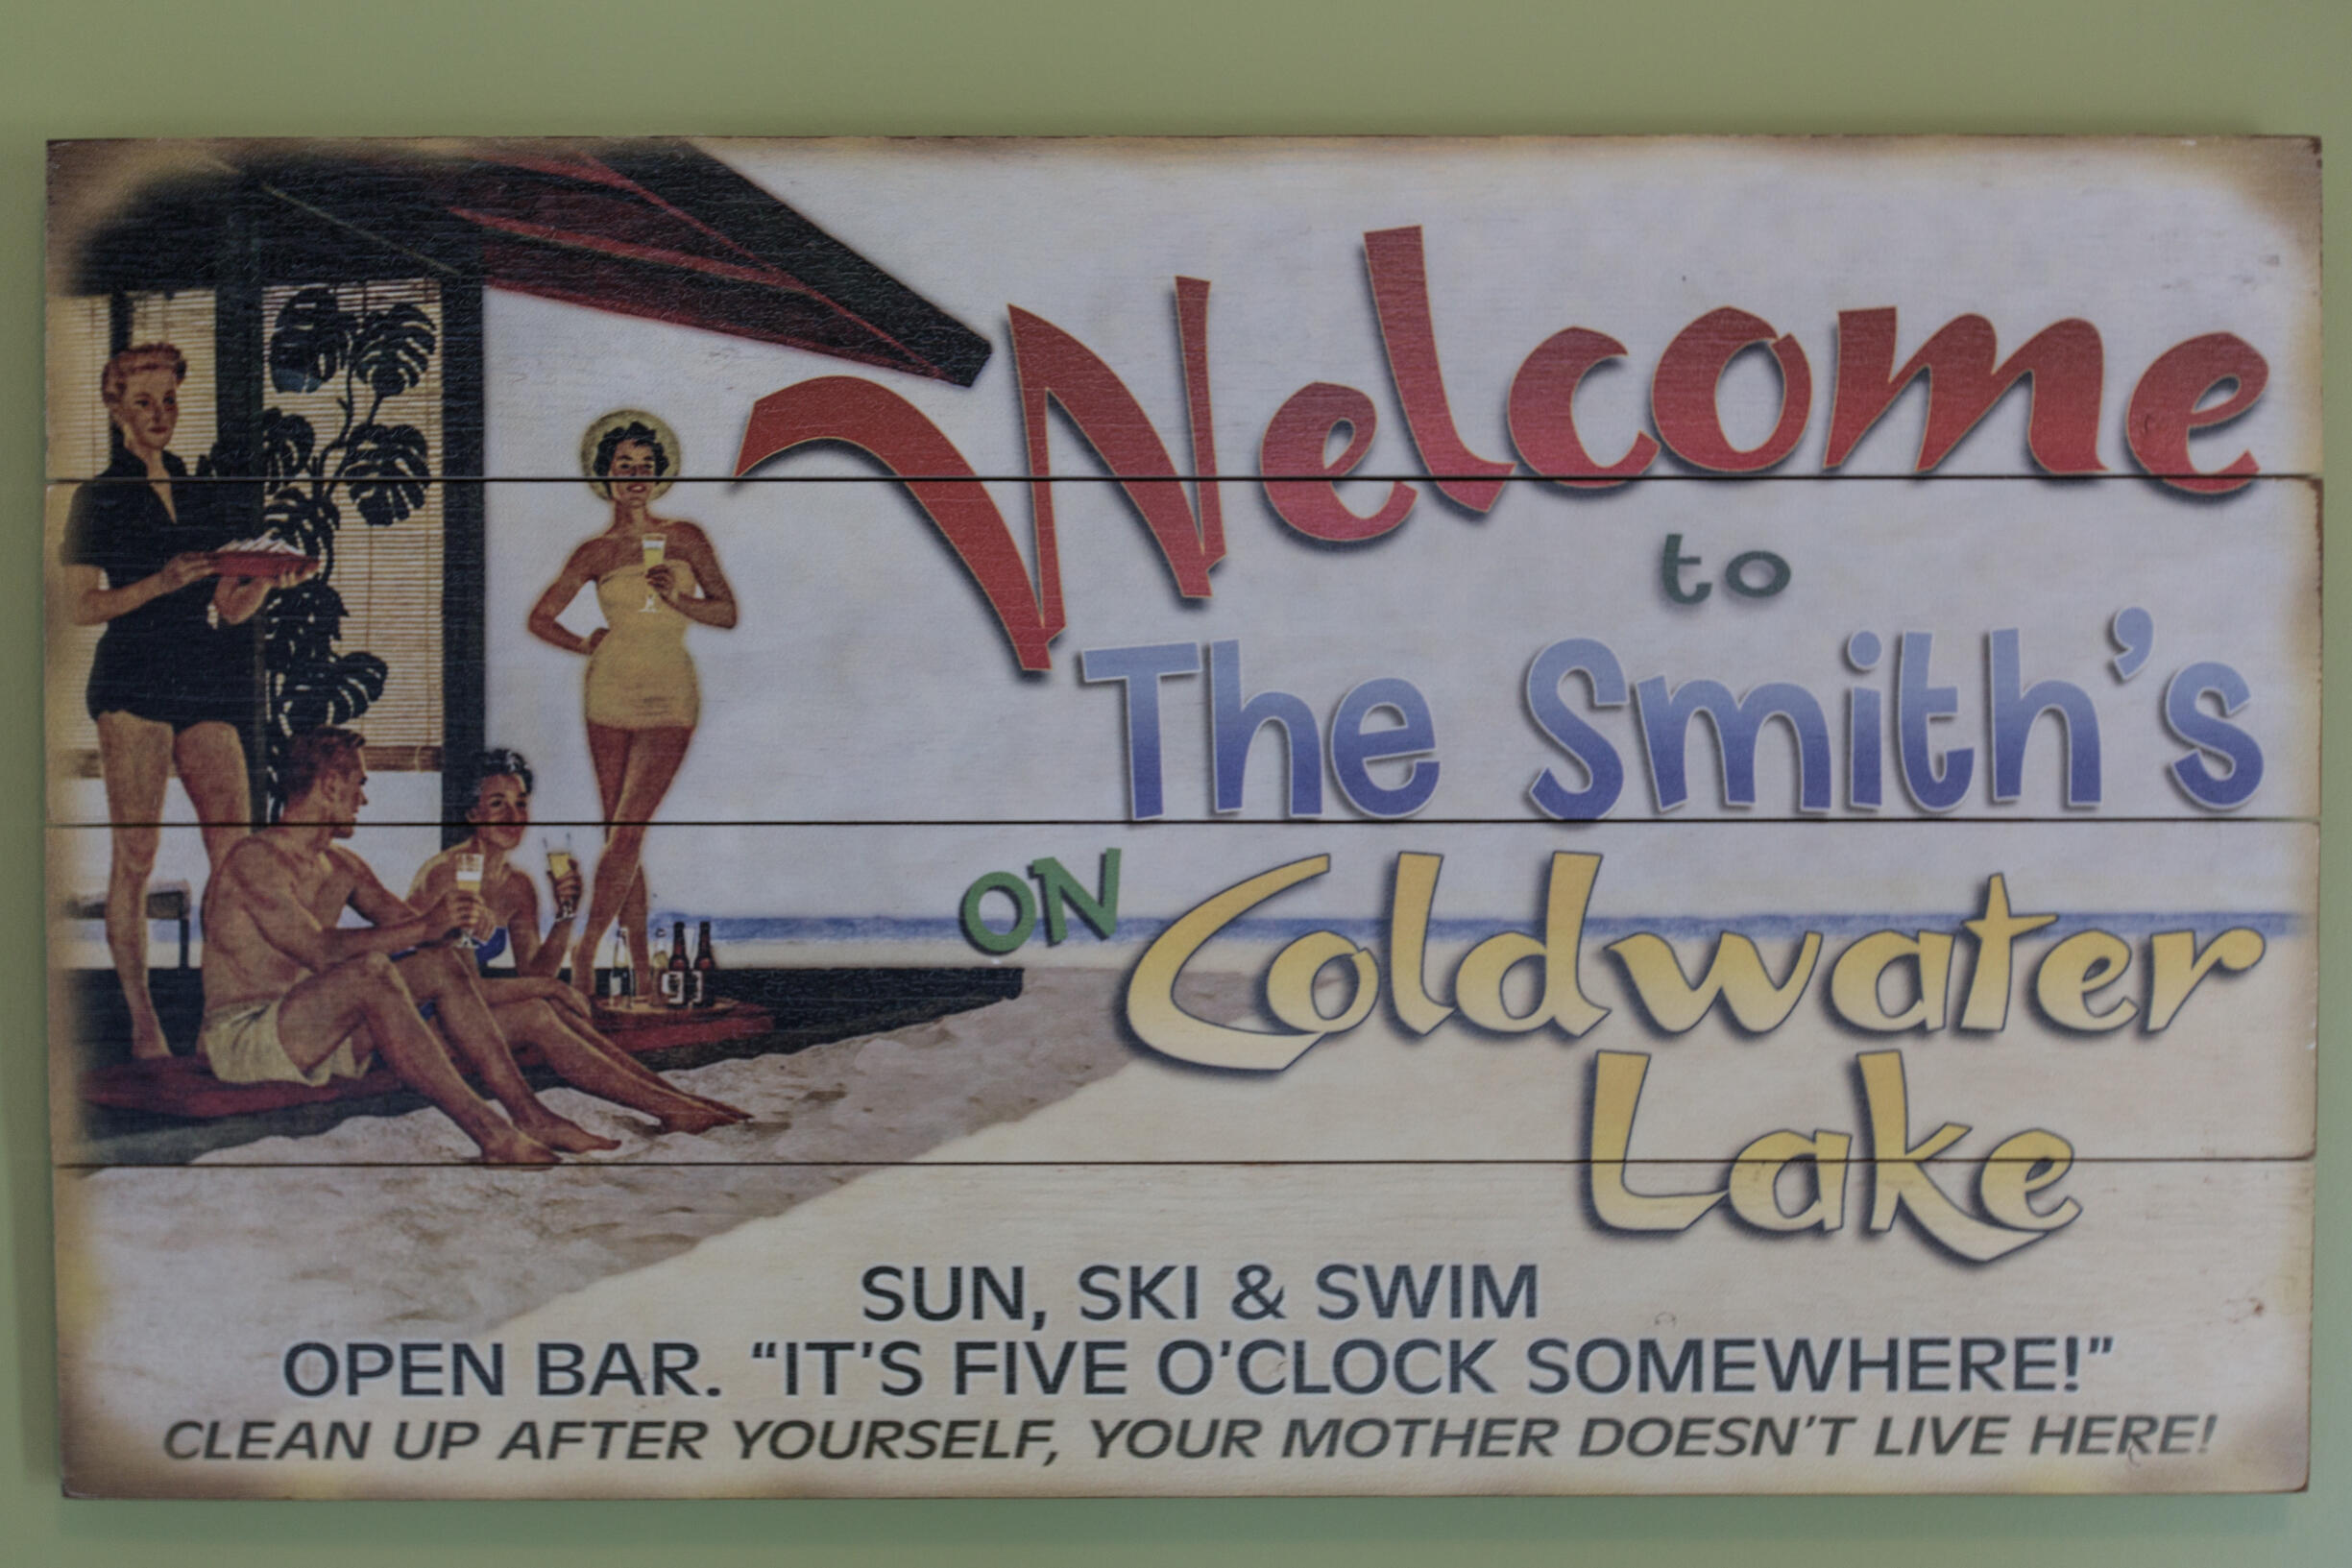 Welcome
to
The Smith's
ON Coldwater
Lake
SUN, SKI & SWIM
OPEN BAR. “IT'S FIVE O'CLOCK SOMEWHERE!”
CLEAN UP AFTER YOURSELF, YOUR MOTHER DOESN'T LIVE HERE!